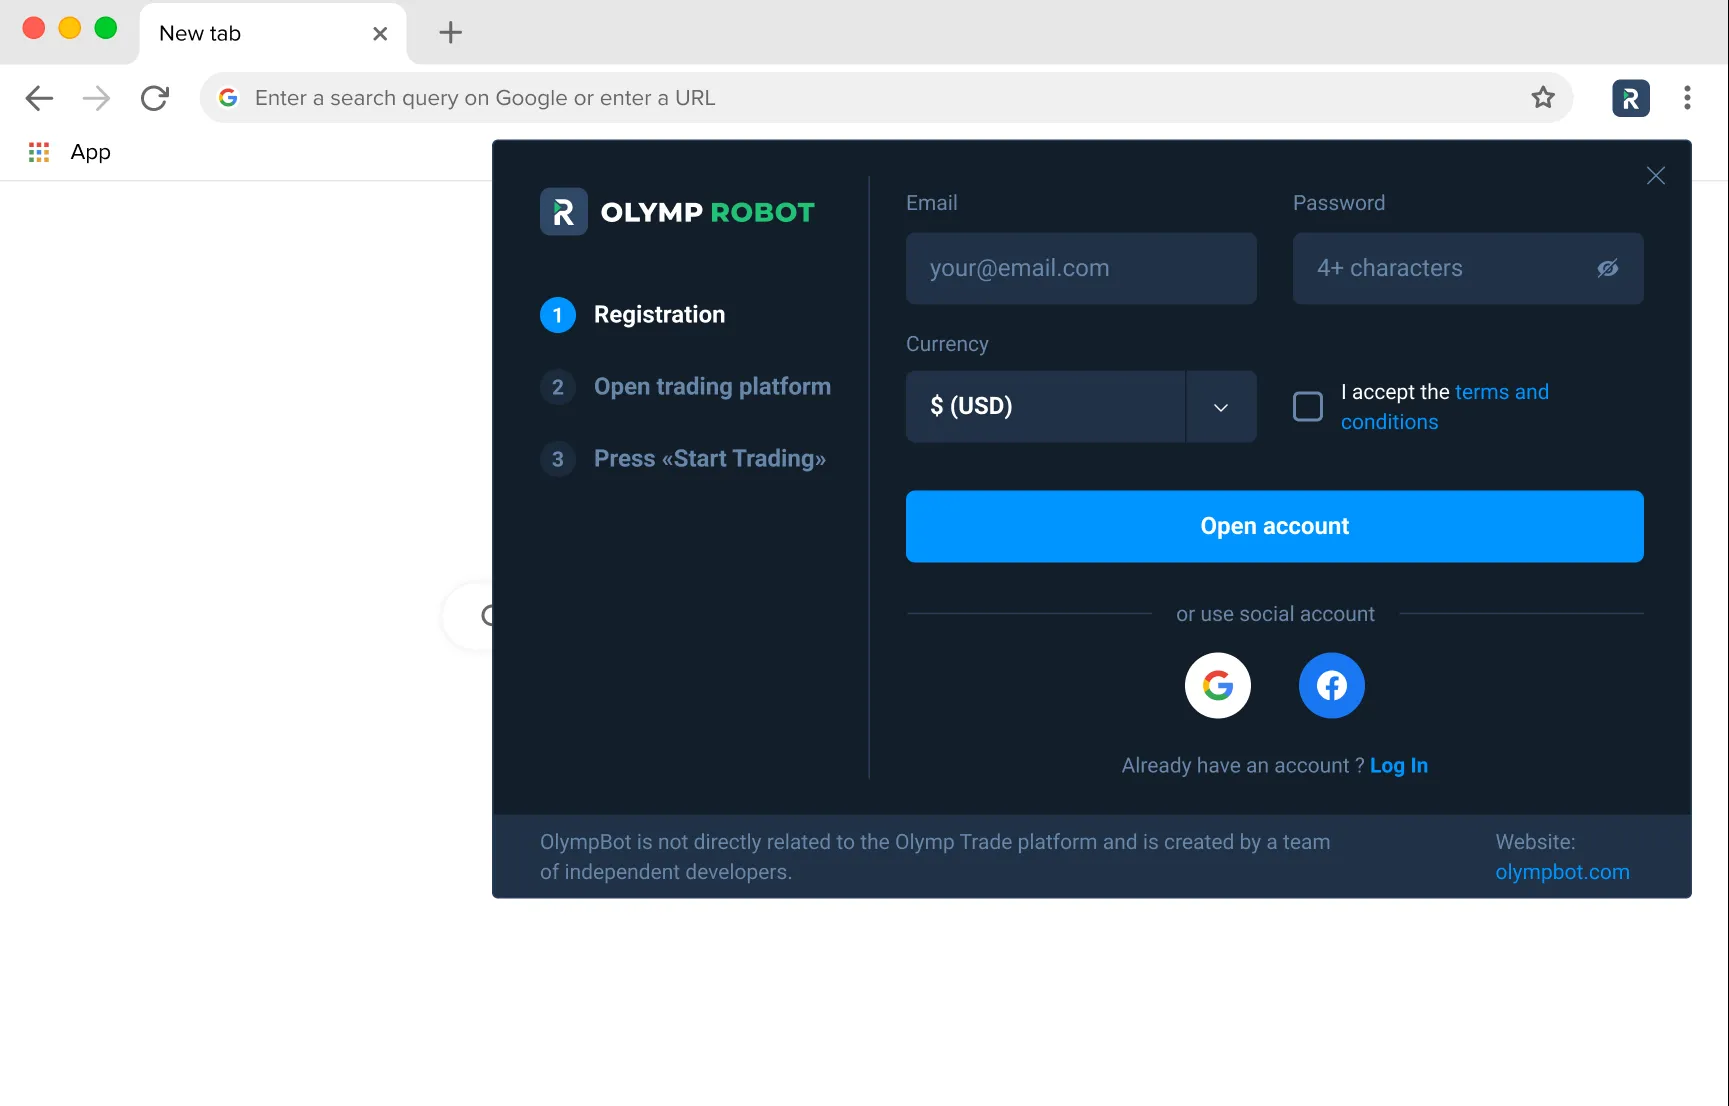 New tab
Enter a search query on Google or enter a URL
App
OLYMP ROBOT
1 Registration
2 Open trading platform
3 Press «Start Trading»
Email
your@email.com
Password
4+ characters
Currency
$ (USD)
I accept the terms and
conditions
Open account
or use social account
Already have an account ? Log In
OlympBot is not directly related to the Olymp Trade platform and is created by a team
of independent developers.
Website:
olympbot.com